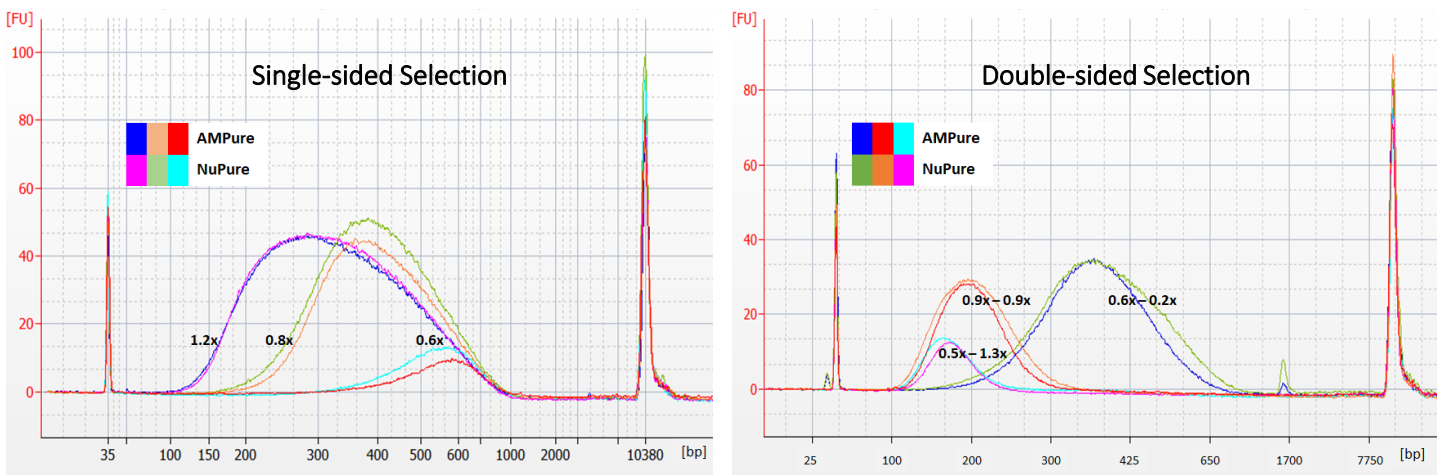 [FU]
Single-sided Selection
100
80
60
40
20
0
AMPure
NuPure
1.2x
0.8x
0.6x
35 100 150 200 300 400 500 600 1000 2000 10380 [bp]
[FU]
Double-sided Selection
80
60
40
20
0
AMPure
NuPure
0.9x – 0.9x
0.6x – 0.2x
0.5x – 1.3x
25 100 200 300 425 650 1700 7750 [bp]